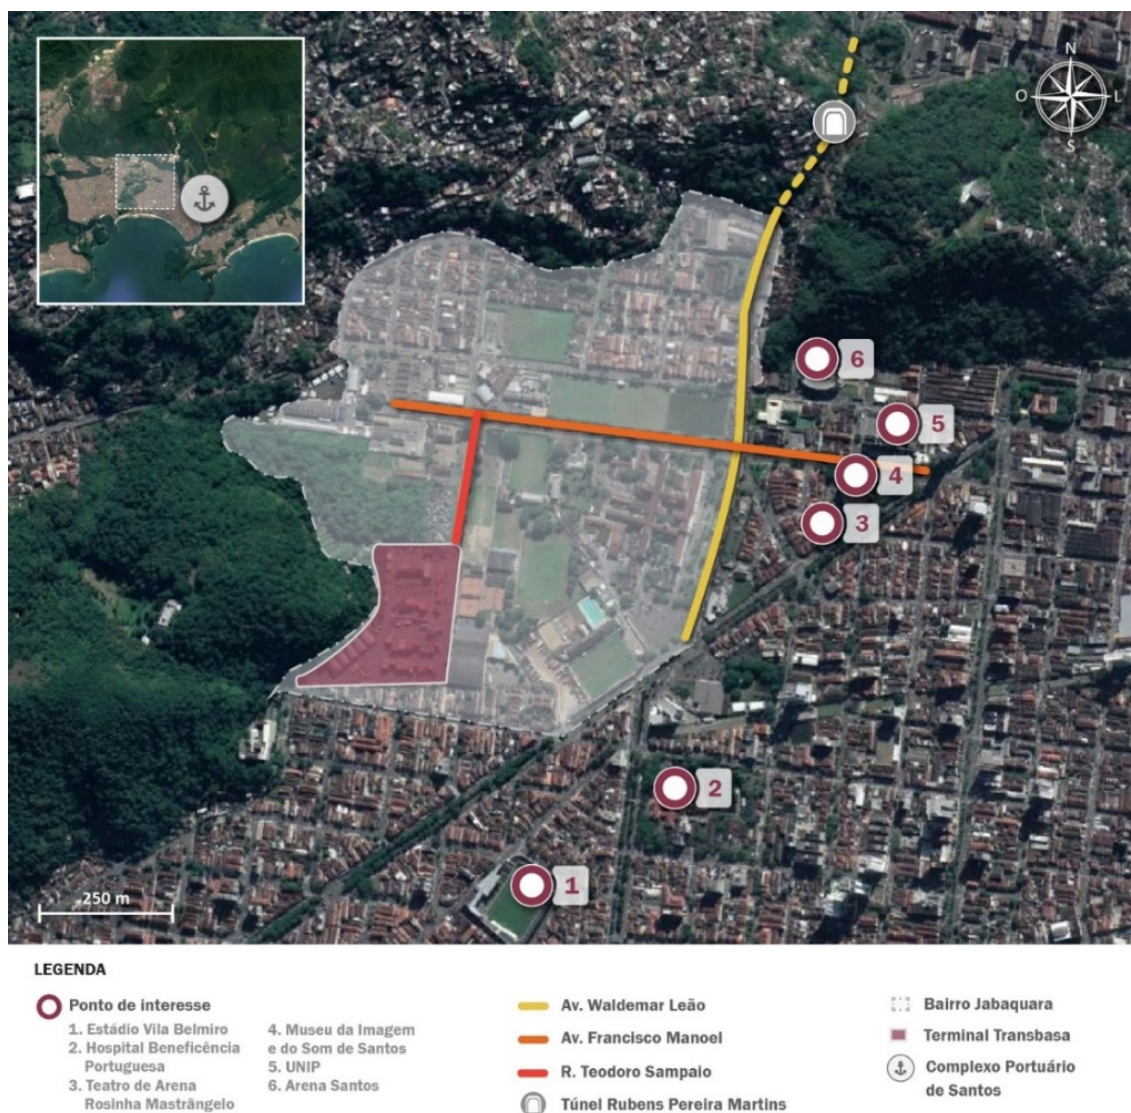 N
O
L
S
6
5
4
3
2
1
250 m
LEGENDA
Ponto de interesse
1. Estádio Vila Belmiro
2. Hospital Beneficência
Portuguesa
3. Teatro de Arena
Rosinha Mastrângelo
4. Museu da Imagem
e do Som de Santos
5. UNIP
6. Arena Santos
Av. Waldemar Leão
Av. Francisco Manoel
R. Teodoro Sampaio
Túnel Rubens Pereira Martins
Bairro Jabaquara
Terminal Transbasa
Complexo Portuário
de Santos